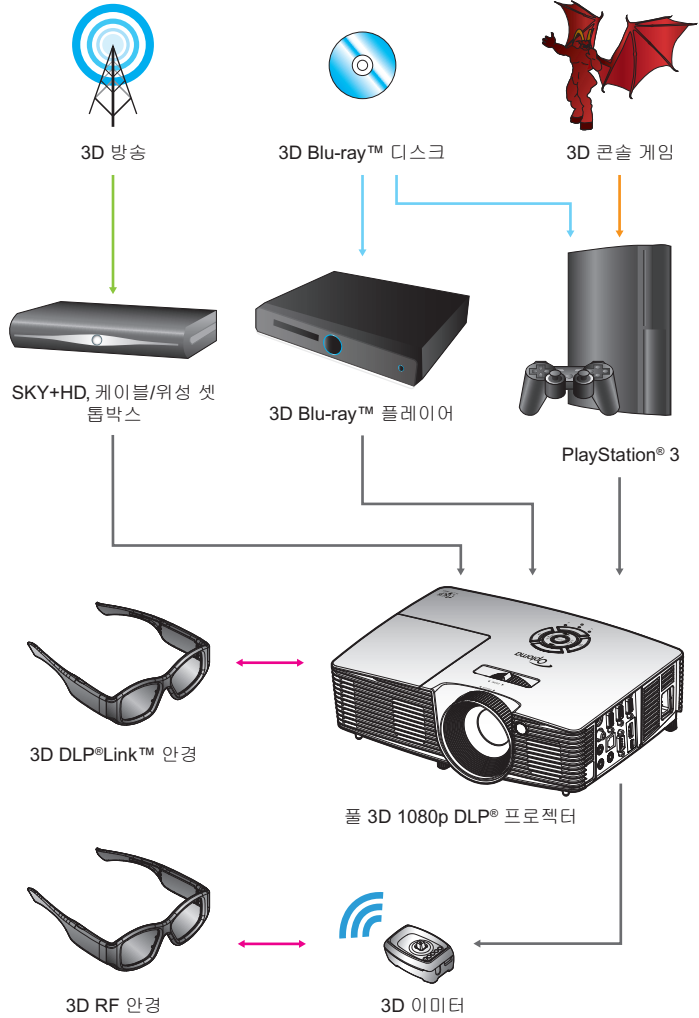 3D 방송
3D Blu-ray™ 디스크
3D 콘솔 게임
SKY+HD, 케이블/위성 셋
톱박스
3D Blu-ray™ 플레이어
PlayStation® 3
Optoma
3D DLP®Link™ 안경
풀 3D 1080p DLP® 프로젝터
3D RF 안경
3D 이미터